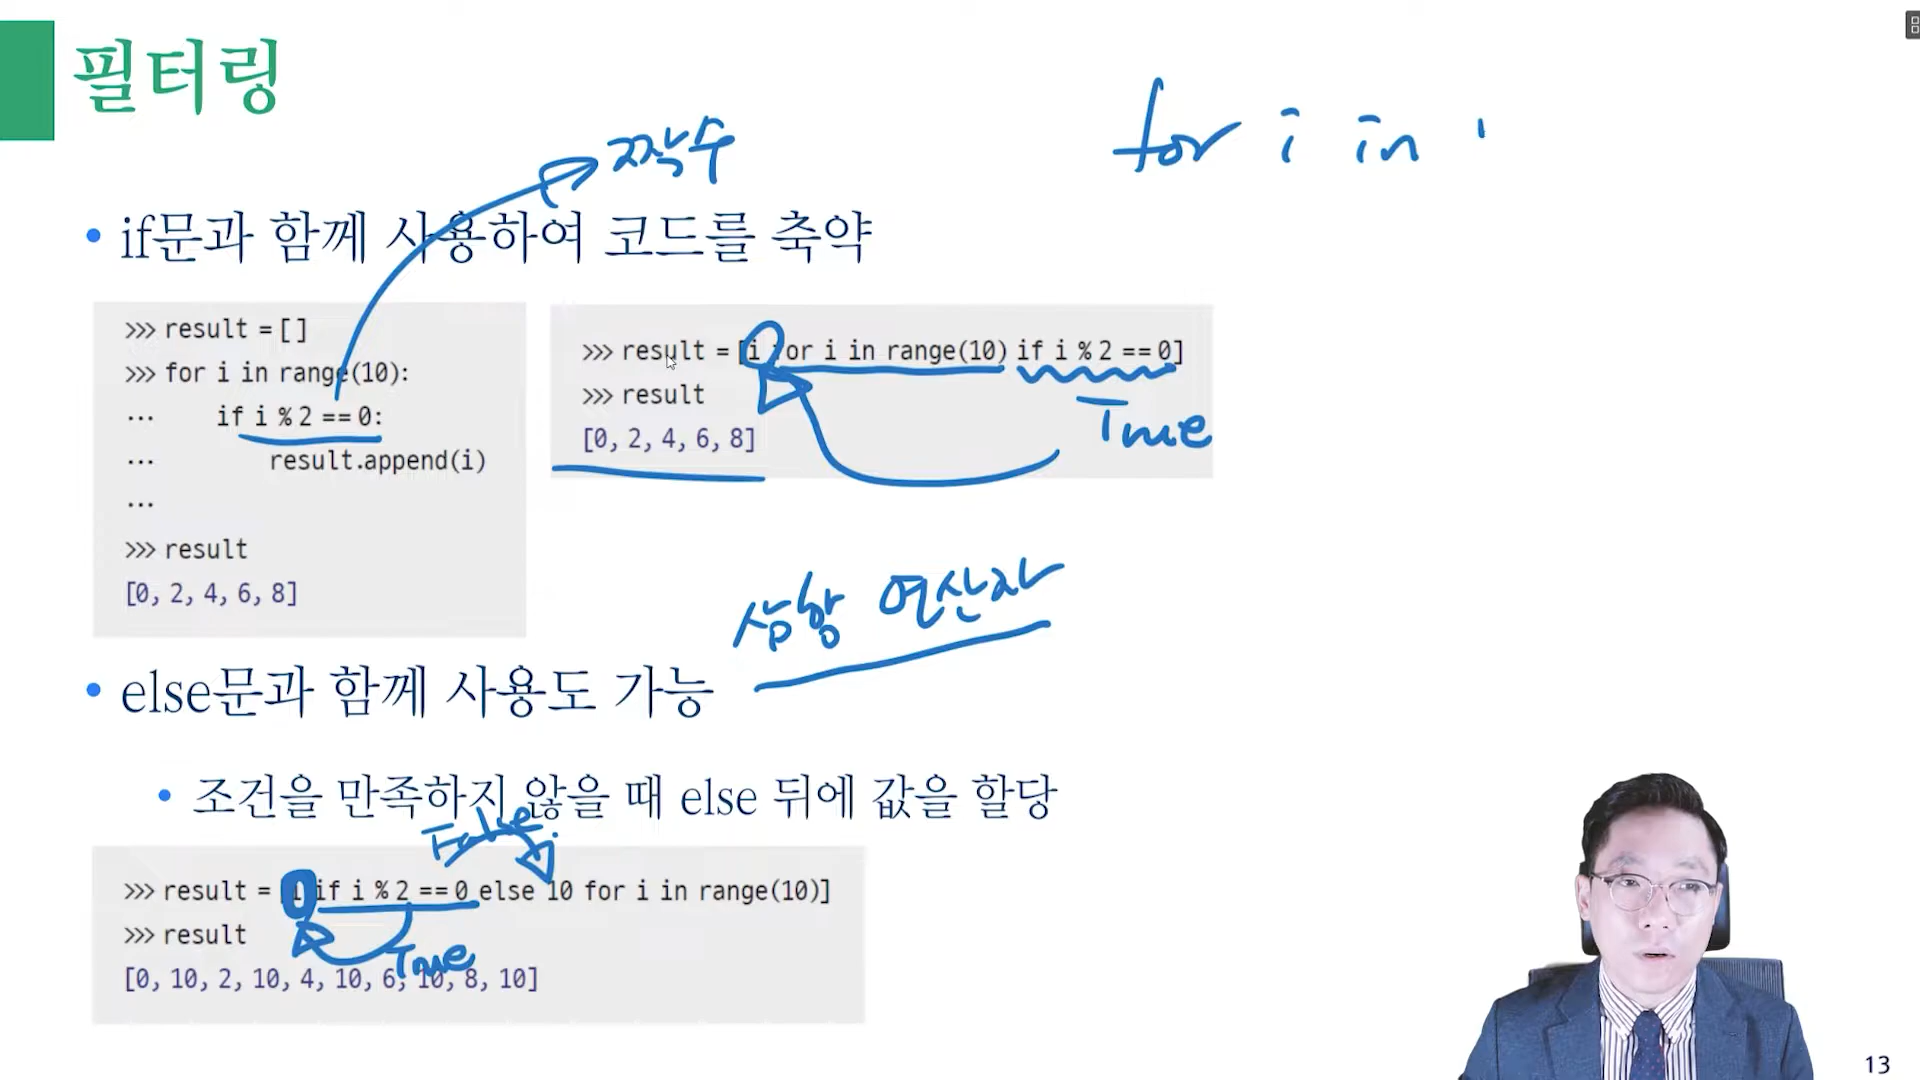 필터링
for i in
짝수
• if문과 함께 사용하여 코드를 축약
>>> result = []
>>> for i in range(10):
... if i % 2 == 0:
... result.append(i)
...
>>> result
[0, 2, 4, 6, 8]
>>> result = [i for i in range(10) if i % 2 == 0]
>>> result
[0, 2, 4, 6, 8]
True
삼항 연산자
• else문과 함께 사용도 가능
• 조건을 만족하지 않을 때 else 뒤에 값을 할당
False
>>> result = [i if i % 2 == 0 else 10 for i in range(10)]
>>> result
True
[0, 10, 2, 10, 4, 10, 6, 10, 8, 10]
13